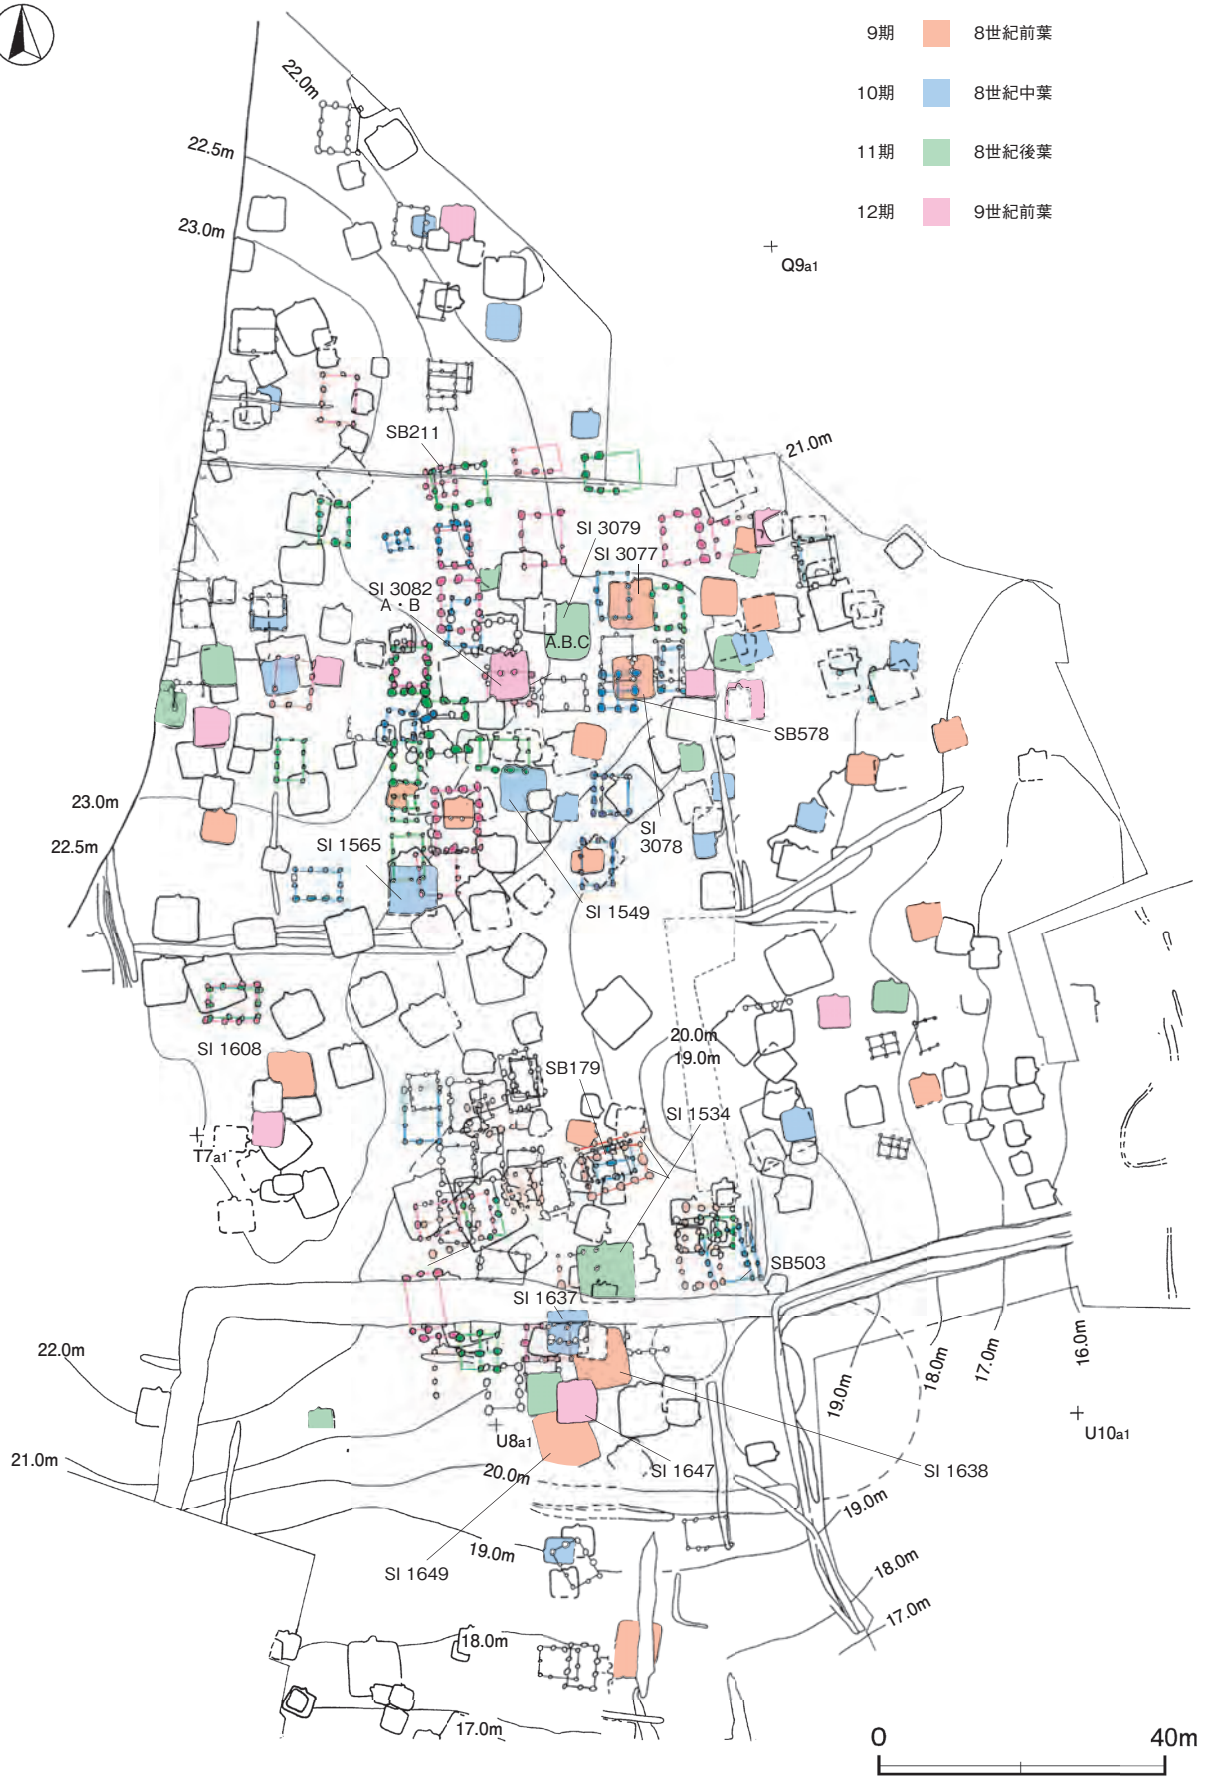 9期 8世紀前葉
10期 8世紀中葉
11期 8世紀後葉
12期 9世紀前葉
22.0m
22.5m
23.0m
Q9a1
SB211
21.0m
SI 3079
SI 3077
SI 3082
A・B
A.B.C
SB578
23.0m
22.5m
SI 1565
SI
3078
SI 1549
20.0m
19.0m
SI 1608
SB179
SI 1534
T7a1
SB503
SI 1637
22.0m
19.0m
18.0m
17.0m
16.0m
U8a1
U10a1
21.0m
20.0m
SI 1647
SI 1638
19.0m
19.0m
SI 1649
18.0m
17.0m
18.0m
17.0m
0 40m